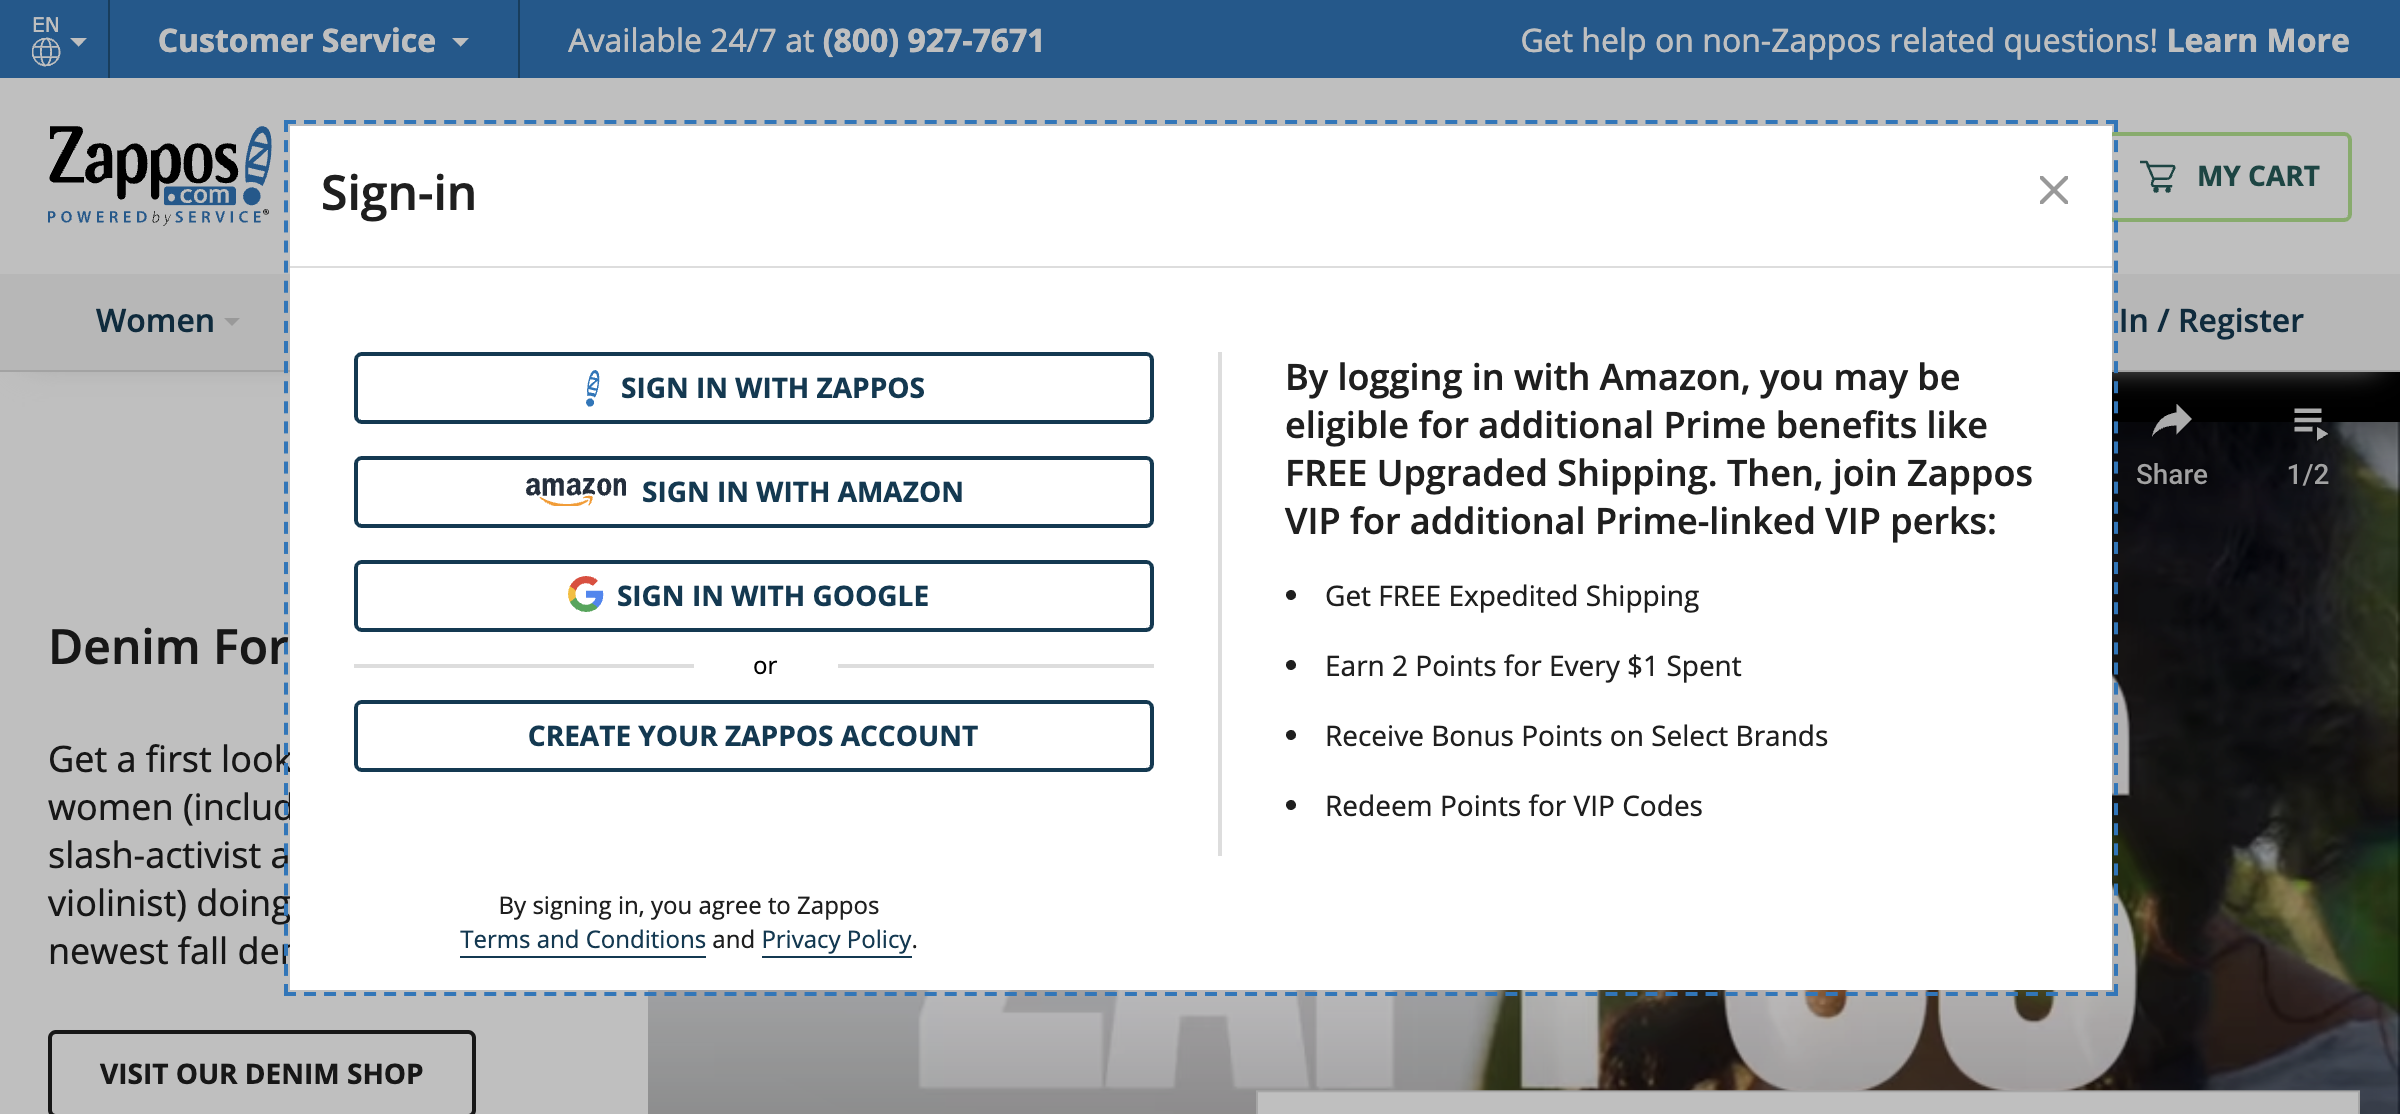 EN
Customer Service
Available 24/7 at (800) 927-7671
Get help on non-Zappos related questions! Learn More
Zappos
.com
POWERED by SERVICE®
MY CART
Women
In / Register
Sign-in
SIGN IN WITH ZAPPOS
amazon SIGN IN WITH AMAZON
SIGN IN WITH GOOGLE
or
CREATE YOUR ZAPPOS ACCOUNT
By signing in, you agree to Zappos
Terms and Conditions and Privacy Policy.
By logging in with Amazon, you may be
eligible for additional Prime benefits like
FREE Upgraded Shipping. Then, join Zappos
VIP for additional Prime-linked VIP perks:
• Get FREE Expedited Shipping
• Earn 2 Points for Every $1 Spent
• Receive Bonus Points on Select Brands
• Redeem Points for VIP Codes
Share
1/2
Denim For
Get a first look
women (includ
slash-activist a
violinist) doing
newest fall de
VISIT OUR DENIM SHOP